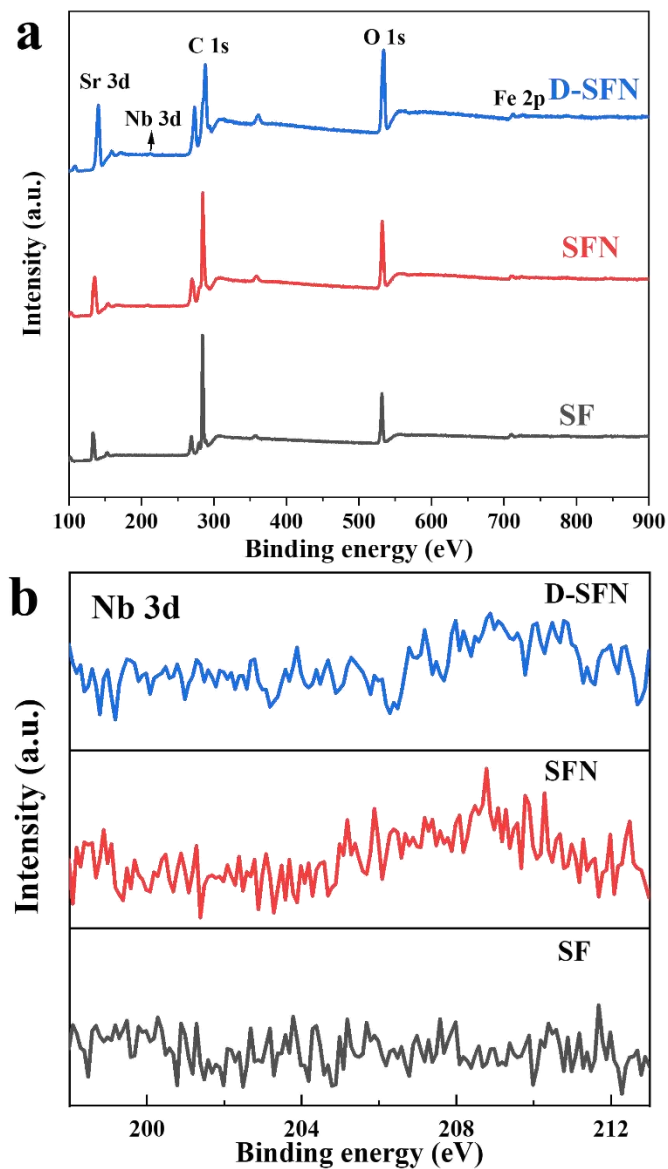 a
Sr 3d
Nb 3d
C 1s
O 1s
Fe 2p
D-SFN
SFN
SF
Intensity (a.u.)
100 200 300 400 500 600 700 800 900
Binding energy (eV)
b
Nb 3d
D-SFN
SFN
SF
Intensity (a.u.)
200 204 208 212
Binding energy (eV)